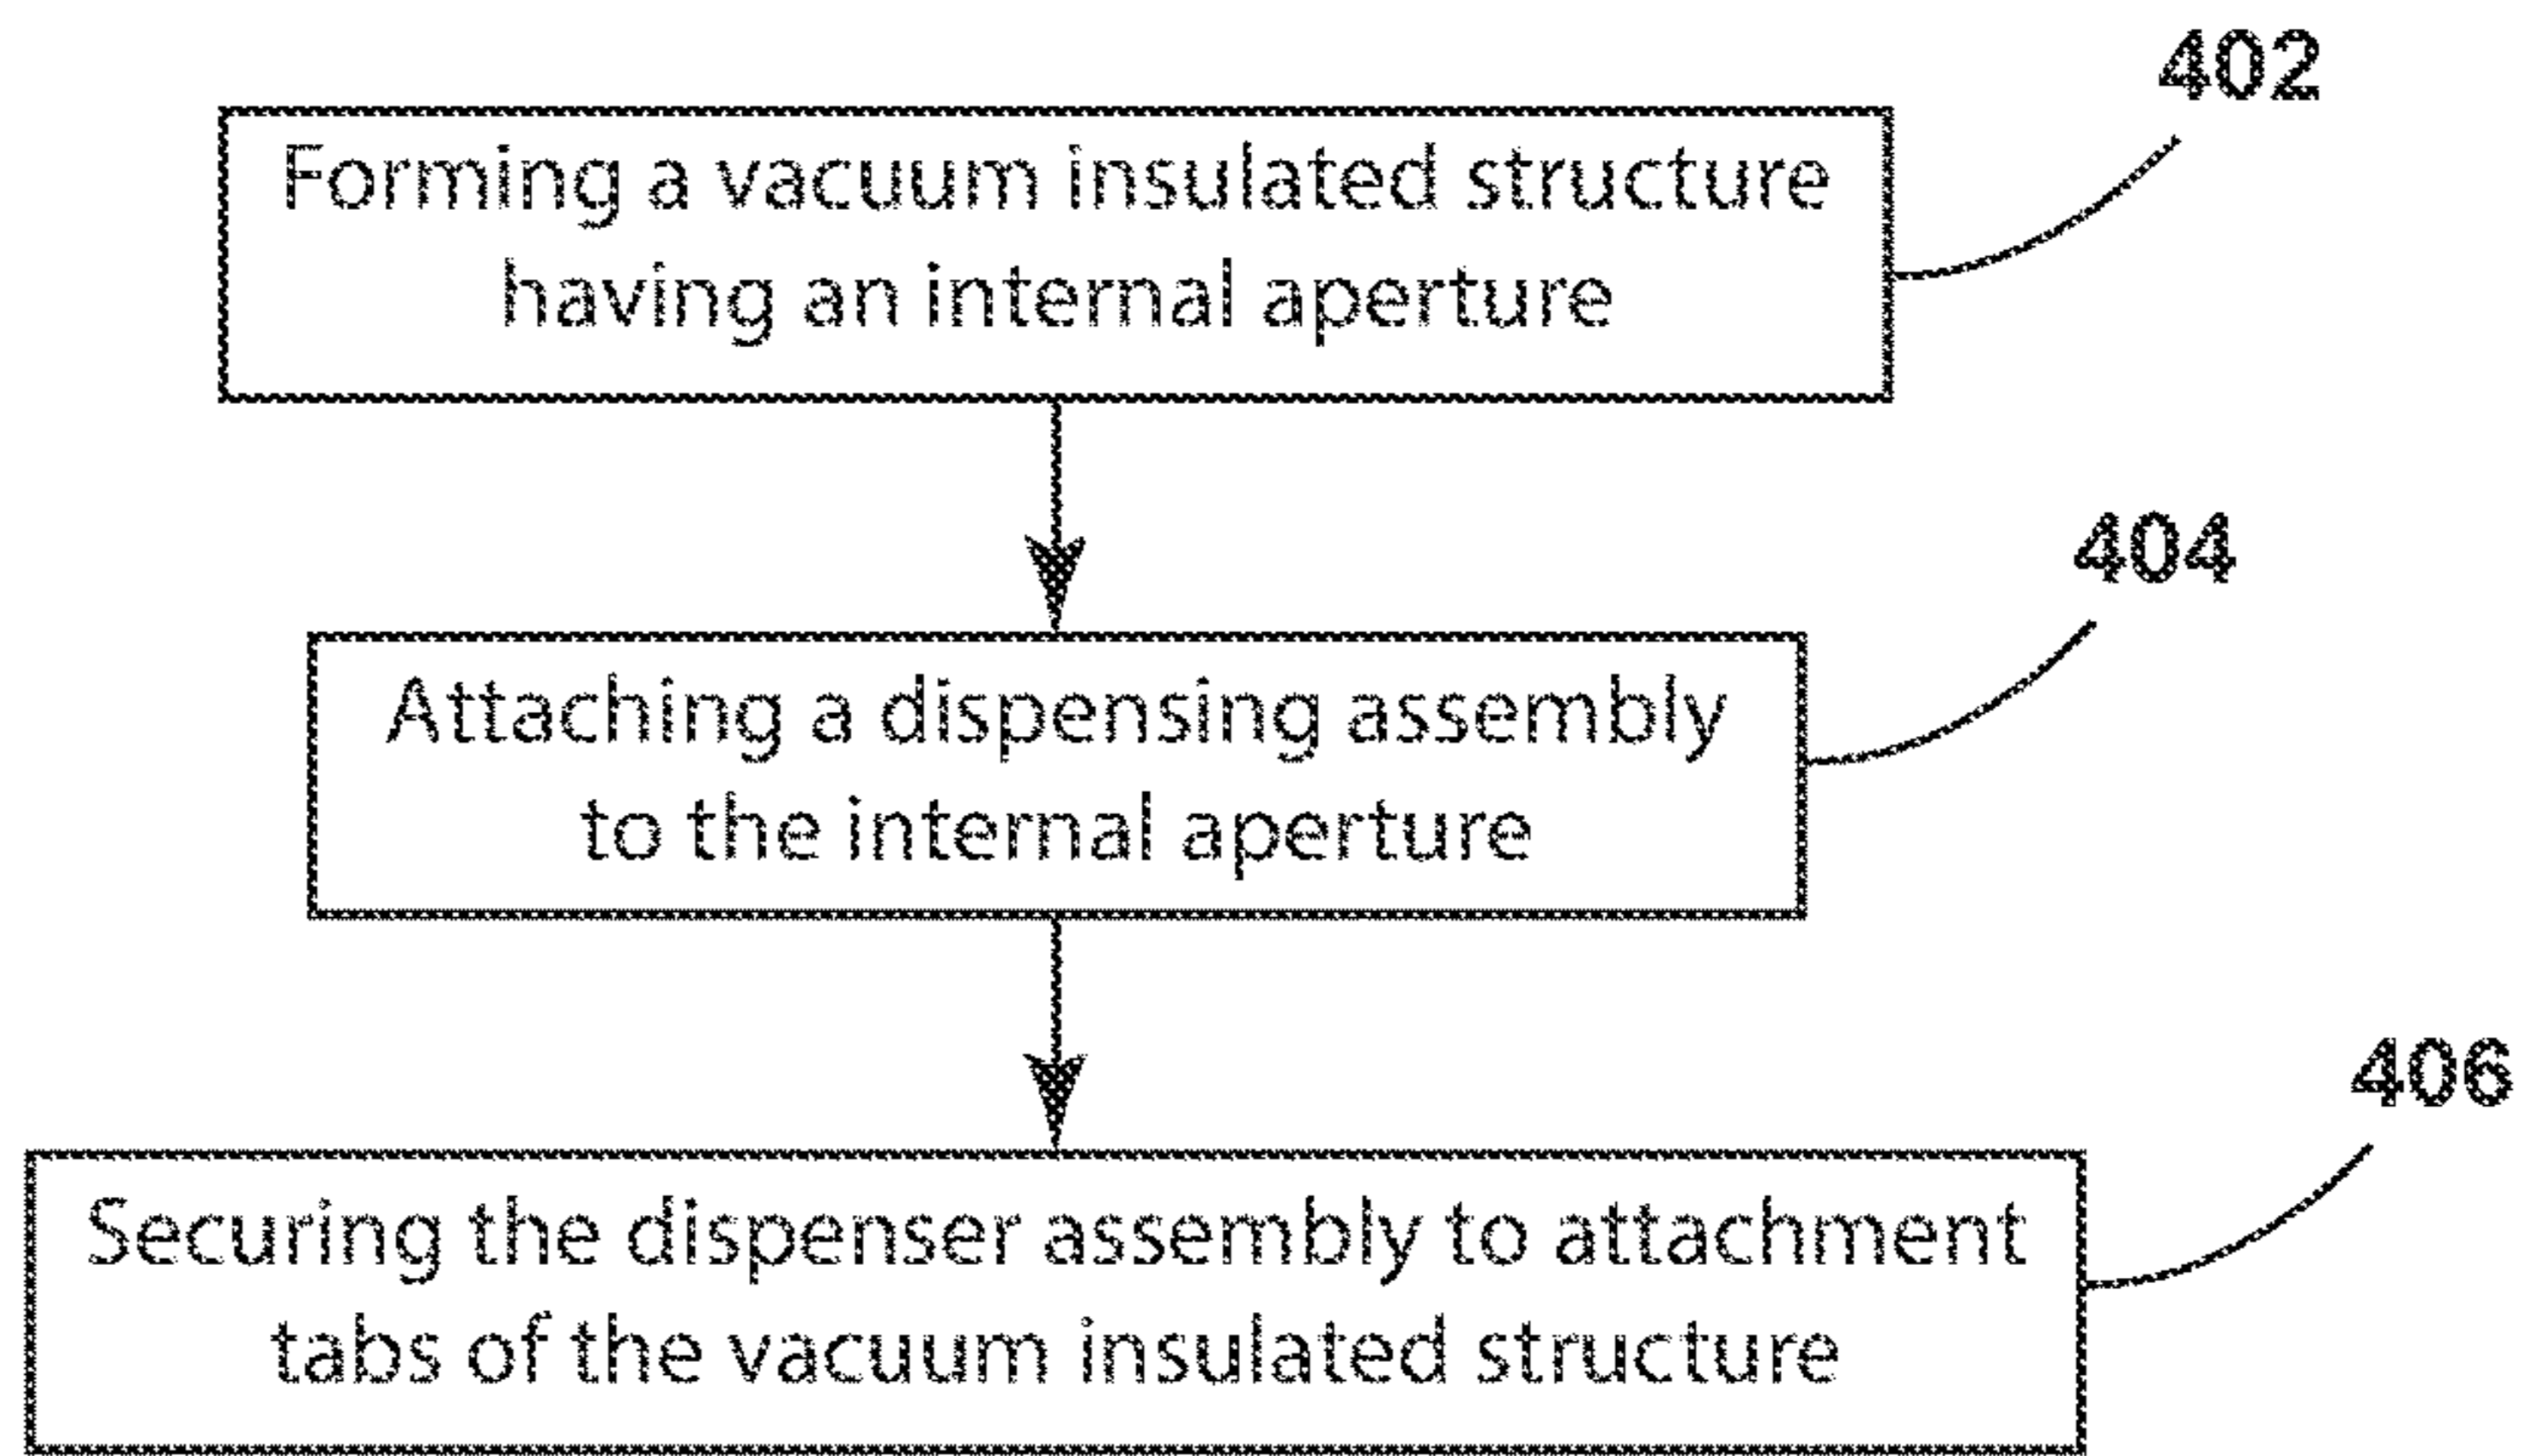 402
Forming a vacuum insulated structure
having an internal aperture
404
Attaching a dispensing assembly
to the internal aperture
406
Securing the dispenser assembly to attachment
tabs of the vacuum insulated structure